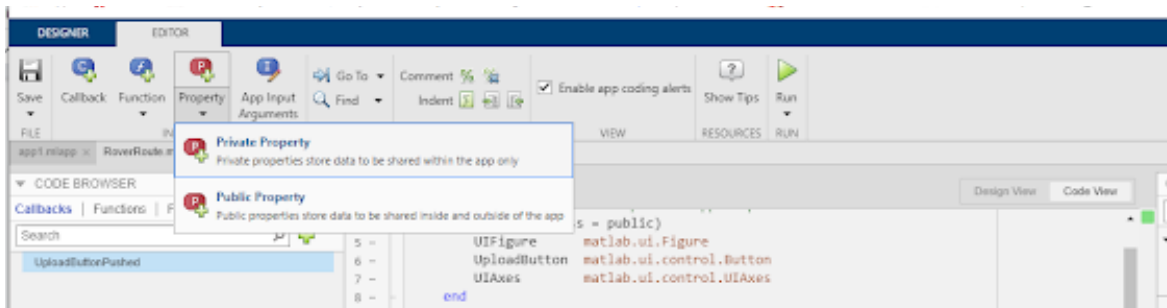 DESIGNER EDITOR
Save Callback Function Property App Input Arguments Go To Find Comment Indent Enable app coding alerts Show Tips Run
FILE VIEW RESOURCES RUN
Private Property
Private properties store data to be shared within the app only
app1.mlapp RoverRoute.m
Public Property
Public properties store data to be shared inside and outside of the app
CODE BROWSER Design View Code View
Callbacks Functions
s = public)
Search 5 - UIFigure matlab.ui.Figure
UploadButtonPushed 6 - UploadButton matlab.ui.control.Button
7 - UIAxes matlab.ui.control.UIAxes
8 - end